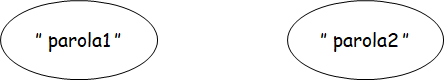 " parola1 "
" parola2 "